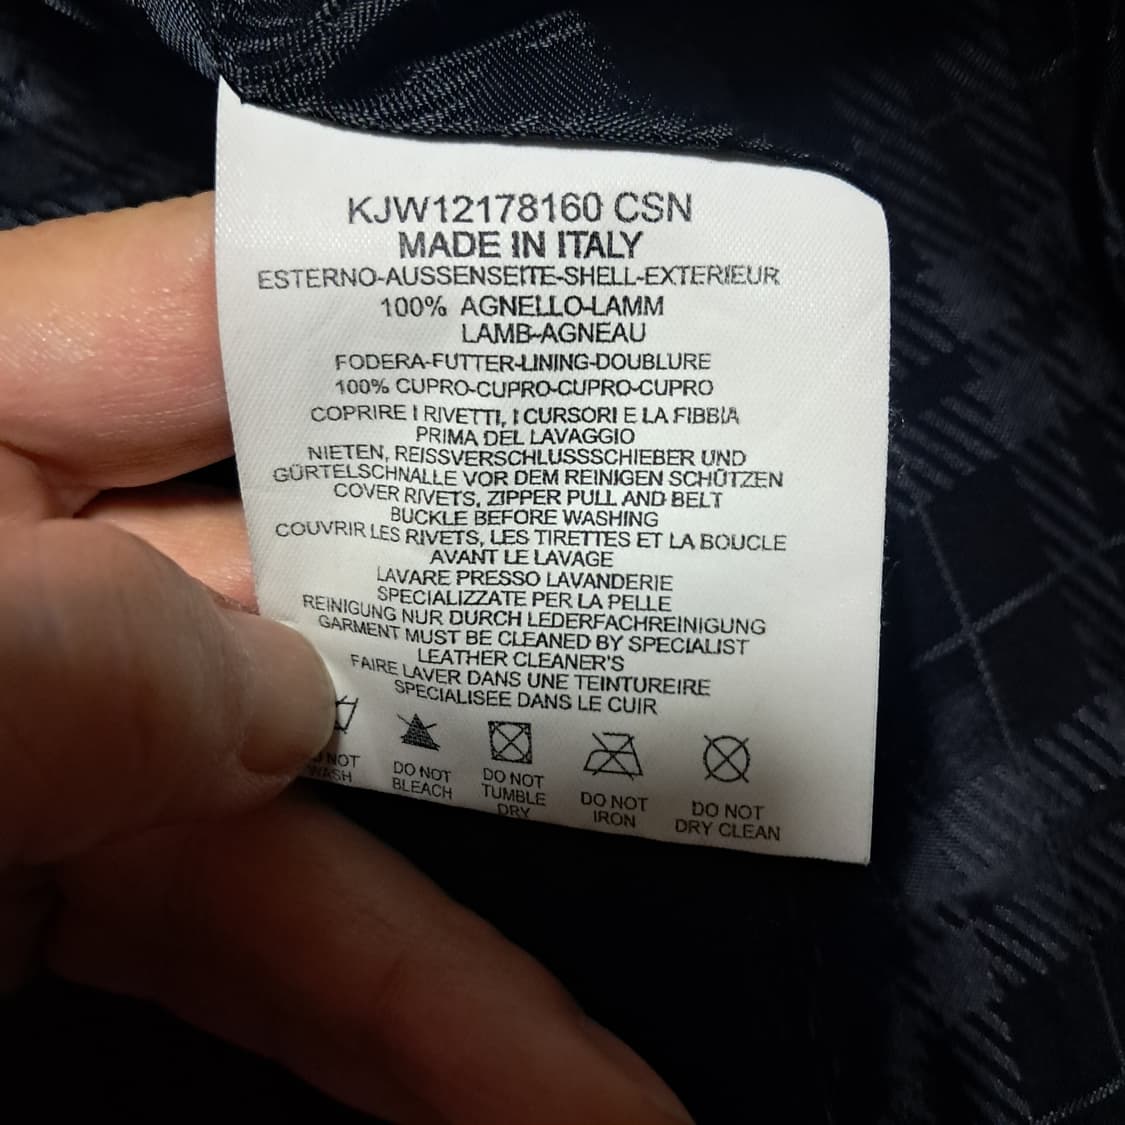 KJW12178160 CSN
MADE IN ITALY
ESTERNO-AUSSENSEITE-SHELL-EXTERIEUR
100% AGNELLO-LAMM
LAMB-AGNEAU
FODERA-FUTTER-LINING-DOUBLURE
100% CUPRO-CUPRO-CUPRO-CUPRO
COPRIRE I RIVETTI, I CURSORI E LA FIBBIA
PRIMA DEL LAVAGGIO
NIETEN, REISSVERSCHLUSSSCHIEBER UND
GÜRTELSCHNALLE VOR DEM REINIGEN SCHÜTZEN
COVER RIVETS, ZIPPER PULL AND BELT
BUCKLE BEFORE WASHING
COUVRIR LES RIVETS, LES TIRETTES ET LA BOUCLE
AVANT LE LAVAGE
LAVARE PRESSO LAVANDERIE
SPECIALIZZATE PER LA PELLE
REINIGUNG NUR DURCH LEDERFACHREINIGUNG
GARMENT MUST BE CLEANED BY SPECIALIST
LEATHER CLEANER'S
FAIRE LAVER DANS UNE TEINTUREIRE
SPECIALISEE DANS LE CUIR
NOT
WASH
DO NOT
BLEACH
DO NOT
TUMBLE
DRY
DO NOT
IRON
DO NOT
DRY CLEAN